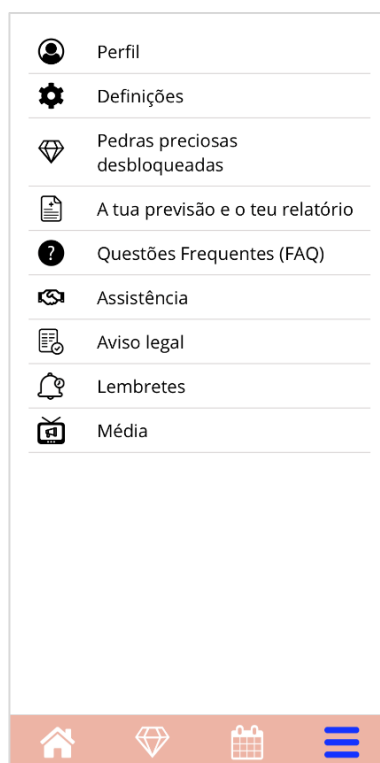 Perfil
Definições
Pedras preciosas
desbloqueadas
A tua previsão e o teu relatório
Questões Frequentes (FAQ)
Assistência
Aviso legal
Lembretes
Média